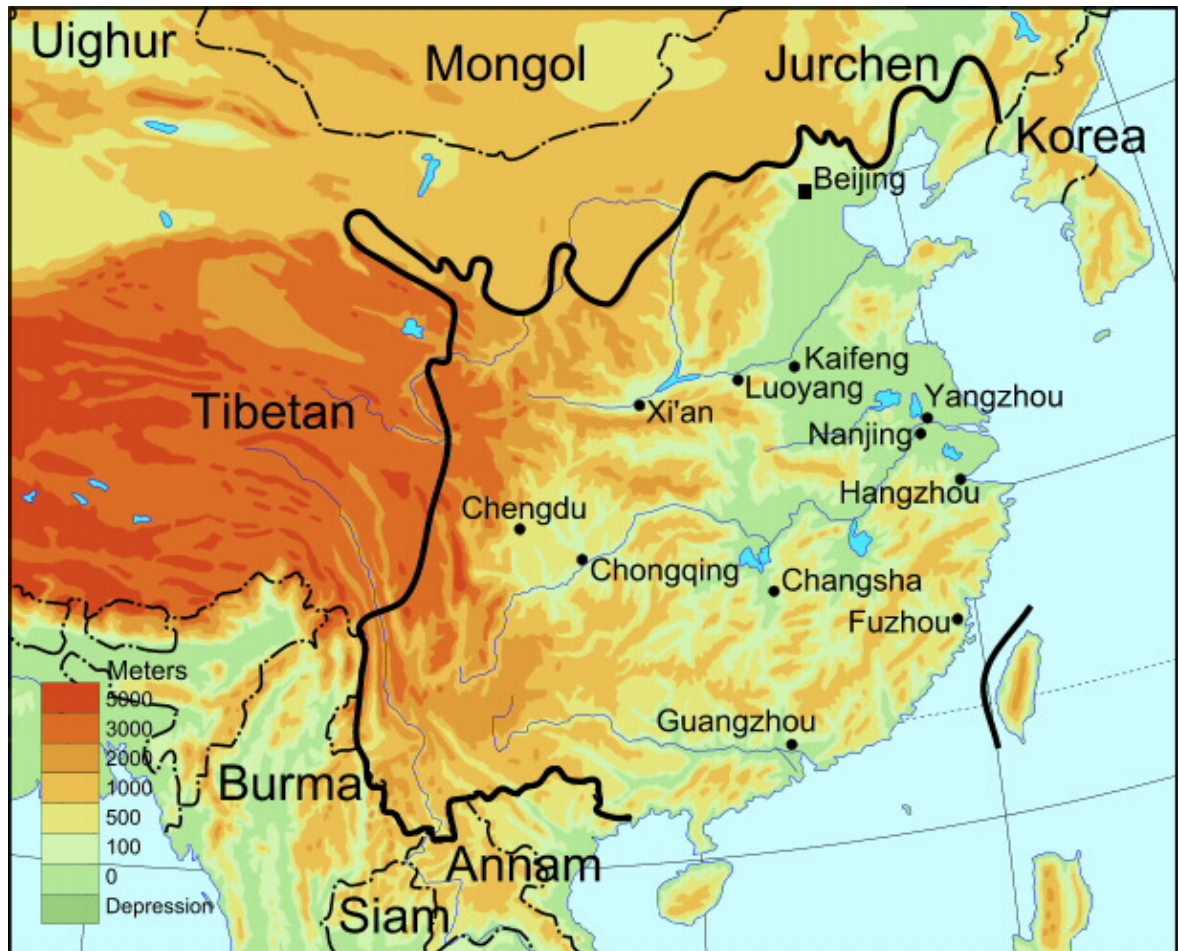 Uighur
Mongol
Jurchen
Korea
Beijing
Kaifeng
Luoyang
Xi'an
Yangzhou
Nanjing
Tibetan
Hangzhou
Chengdu
Chongqing
Changsha
Fuzhou
Guangzhou
Meters
5000
3000
2000
1000
500
100
0
Depression
Burma
Annam
Siam